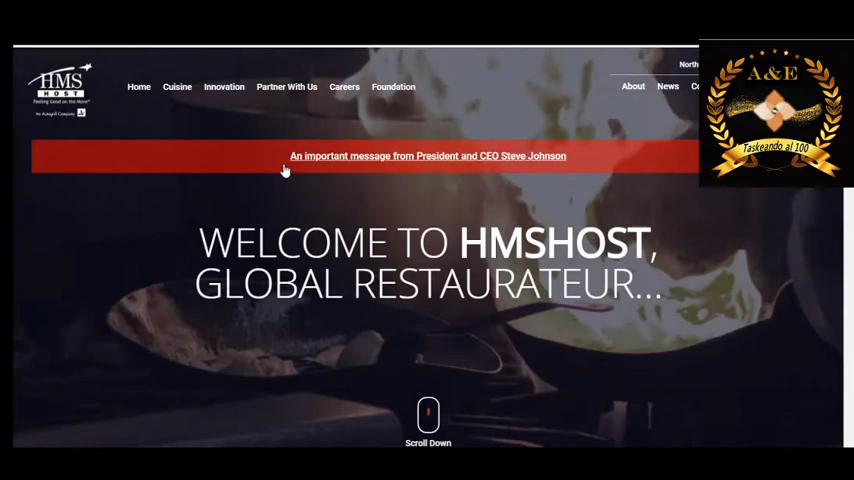 HMS
HOST
Feeling Good on the Move
An Autogrill Company
Home Cuisine Innovation Partner With Us Careers Foundation
North
About News Co
An important message from President and CEO Steve Johnson
WELCOME TO HMSHOST,
GLOBAL RESTAURATEUR...
Scroll Down
A&E
Taskeando al 100